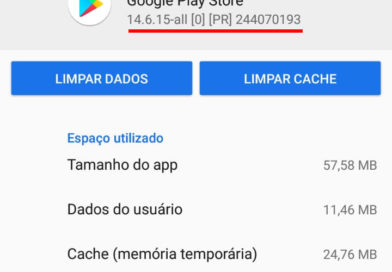 Google Play Store
14.6.15-all [0] [PR] 244070193
LIMPAR DADOS
LIMPAR CACHE
Espaço utilizado
Tamanho do app 57,58 MB
Dados do usuário 11,46 MB
Cache (memória temporária) 24,76 MB